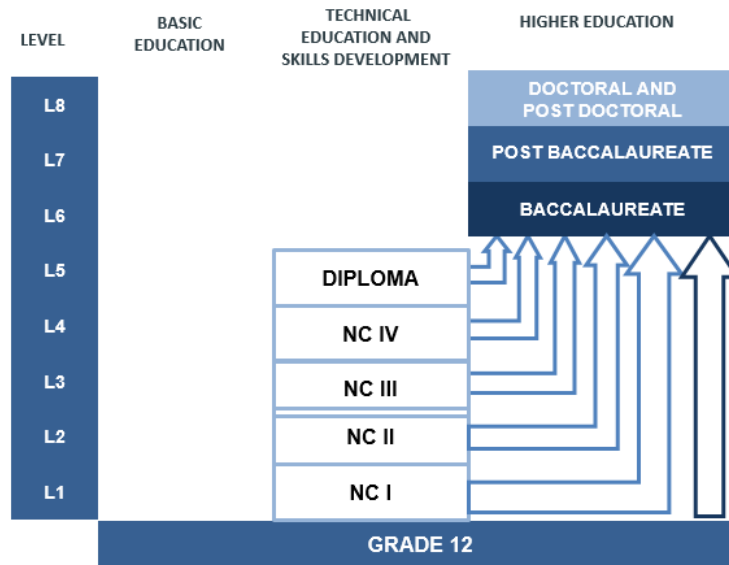 LEVEL
BASIC
EDUCATION
TECHNICAL
EDUCATION AND
SKILLS DEVELOPMENT
HIGHER EDUCATION
L8
DOCTORAL AND
POST DOCTORAL
L7
POST BACCALAUREATE
L6
BACCALAUREATE
L5
DIPLOMA
L4
NC IV
L3
NC III
L2
NC II
L1
NC I
GRADE 12